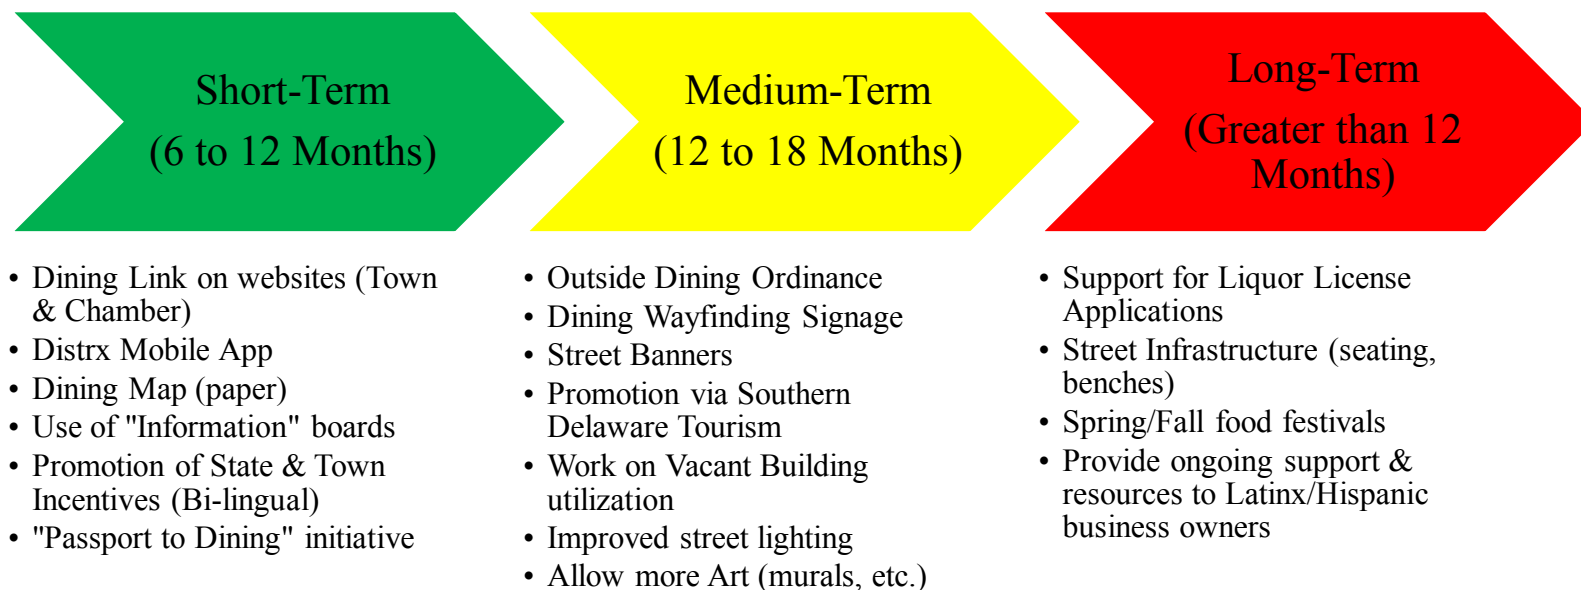 Short-Term
(6 to 12 Months)
• Dining Link on websites (Town
& Chamber)
• Distrx Mobile App
• Dining Map (paper)
• Use of "Information" boards
• Promotion of State & Town
Incentives (Bi-lingual)
• "Passport to Dining" initiative
Medium-Term
(12 to 18 Months)
• Outside Dining Ordinance
• Dining Wayfinding Signage
• Street Banners
• Promotion via Southern
Delaware Tourism
• Work on Vacant Building
utilization
• Improved street lighting
• Allow more Art (murals, etc.)
Long-Term
(Greater than 12
Months)
• Support for Liquor License
Applications
• Street Infrastructure (seating,
benches)
• Spring/Fall food festivals
• Provide ongoing support &
resources to Latinx/Hispanic
business owners